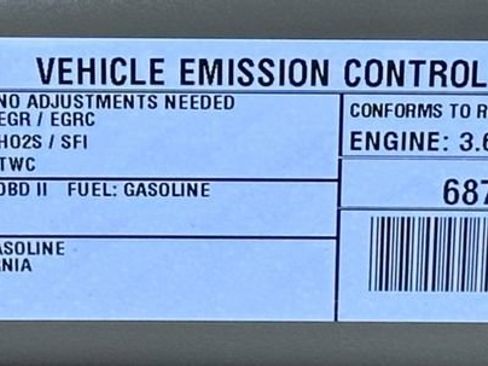 VEHICLE EMISSION CONTROL
NO ADJUSTMENTS NEEDED
EGR / EGRC
HO2S / SFI
TWC
OBD II FUEL: GASOLINE
ASOLINE
RNIA
CONFORMS TO R
ENGINE: 3.6
687